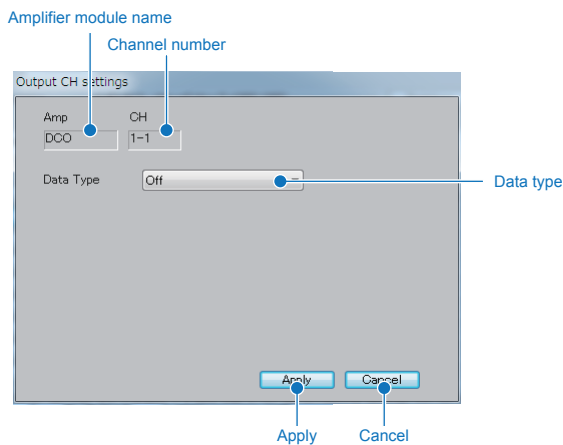 Amplifier module name
Channel number
Output CH settings
Amp CH
DCO 1-1
Data Type Off
Data type
Apply Cancel
Apply Cancel